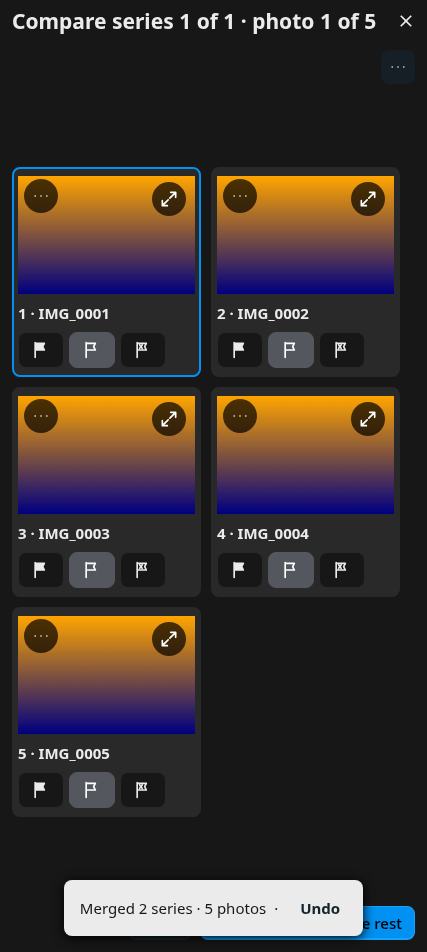 Compare series 1 of 1 · photo 1 of 5
1 · IMG_0001
2 · IMG_0002
3 · IMG_0003
4 · IMG_0004
5 · IMG_0005
Merged 2 series · 5 photos ·
Undo
rest